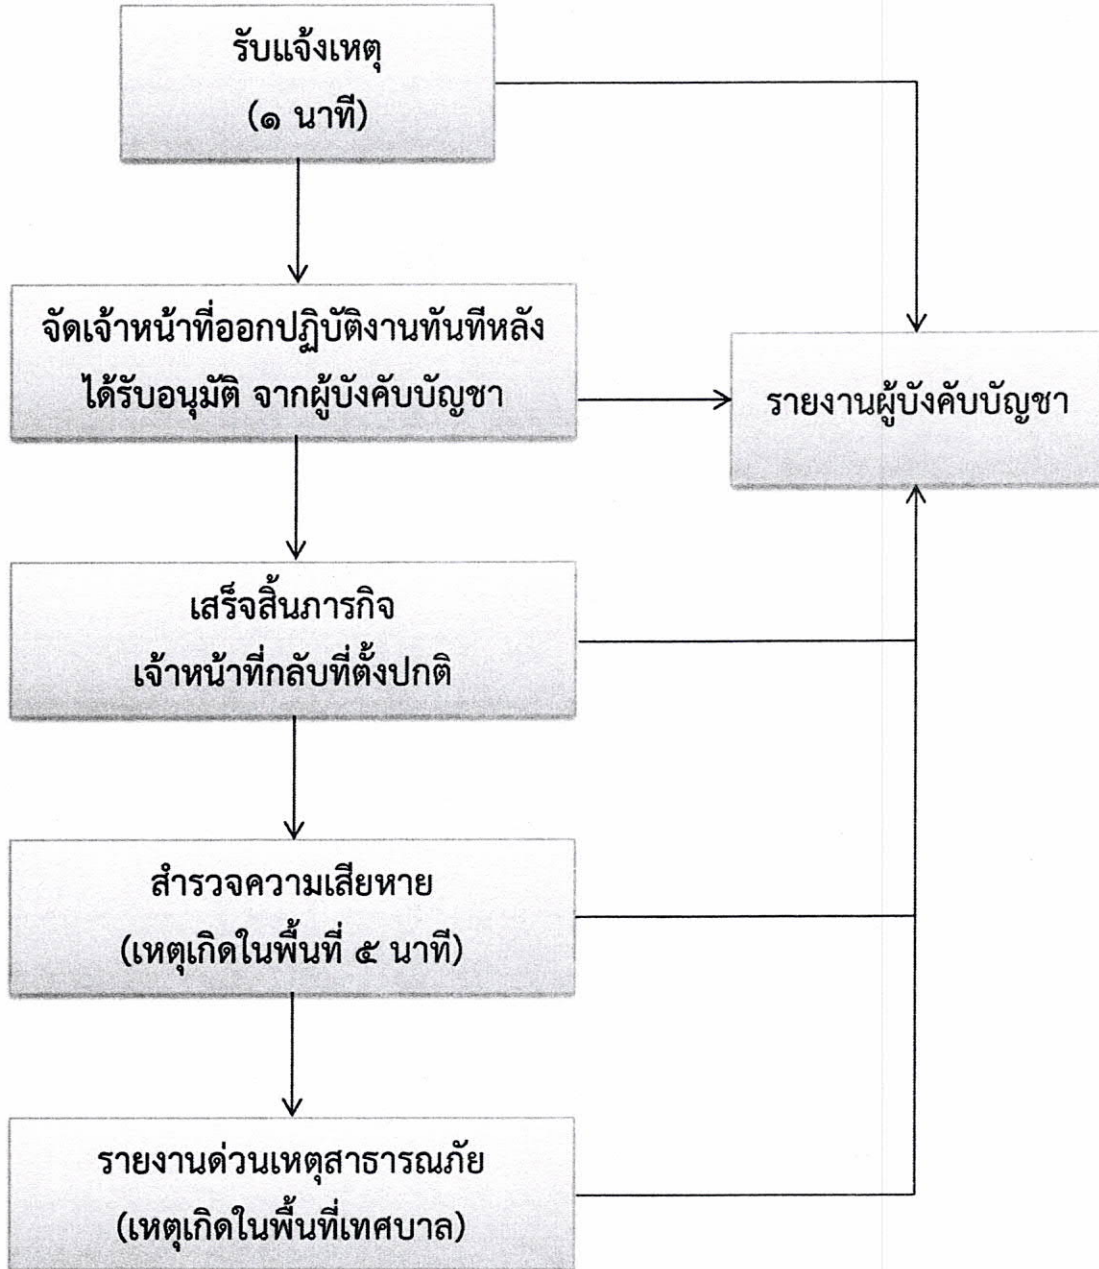 รับแจ้งเหตุ
(๑ นาที)
จัดเจ้าหน้าที่ออกปฏิบัติงานทันทีหลัง
ได้รับอนุมัติ จากผู้บังคับบัญชา
รายงานผู้บังคับบัญชา
เสร็จสิ้นภารกิจ
เจ้าหน้าที่กลับที่ตั้งปกติ
สำรวจความเสียหาย
(เหตุเกิดในพื้นที่ ๕ นาที)
รายงานด่วนเหตุสาธารณภัย
(เหตุเกิดในพื้นที่เทศบาล)